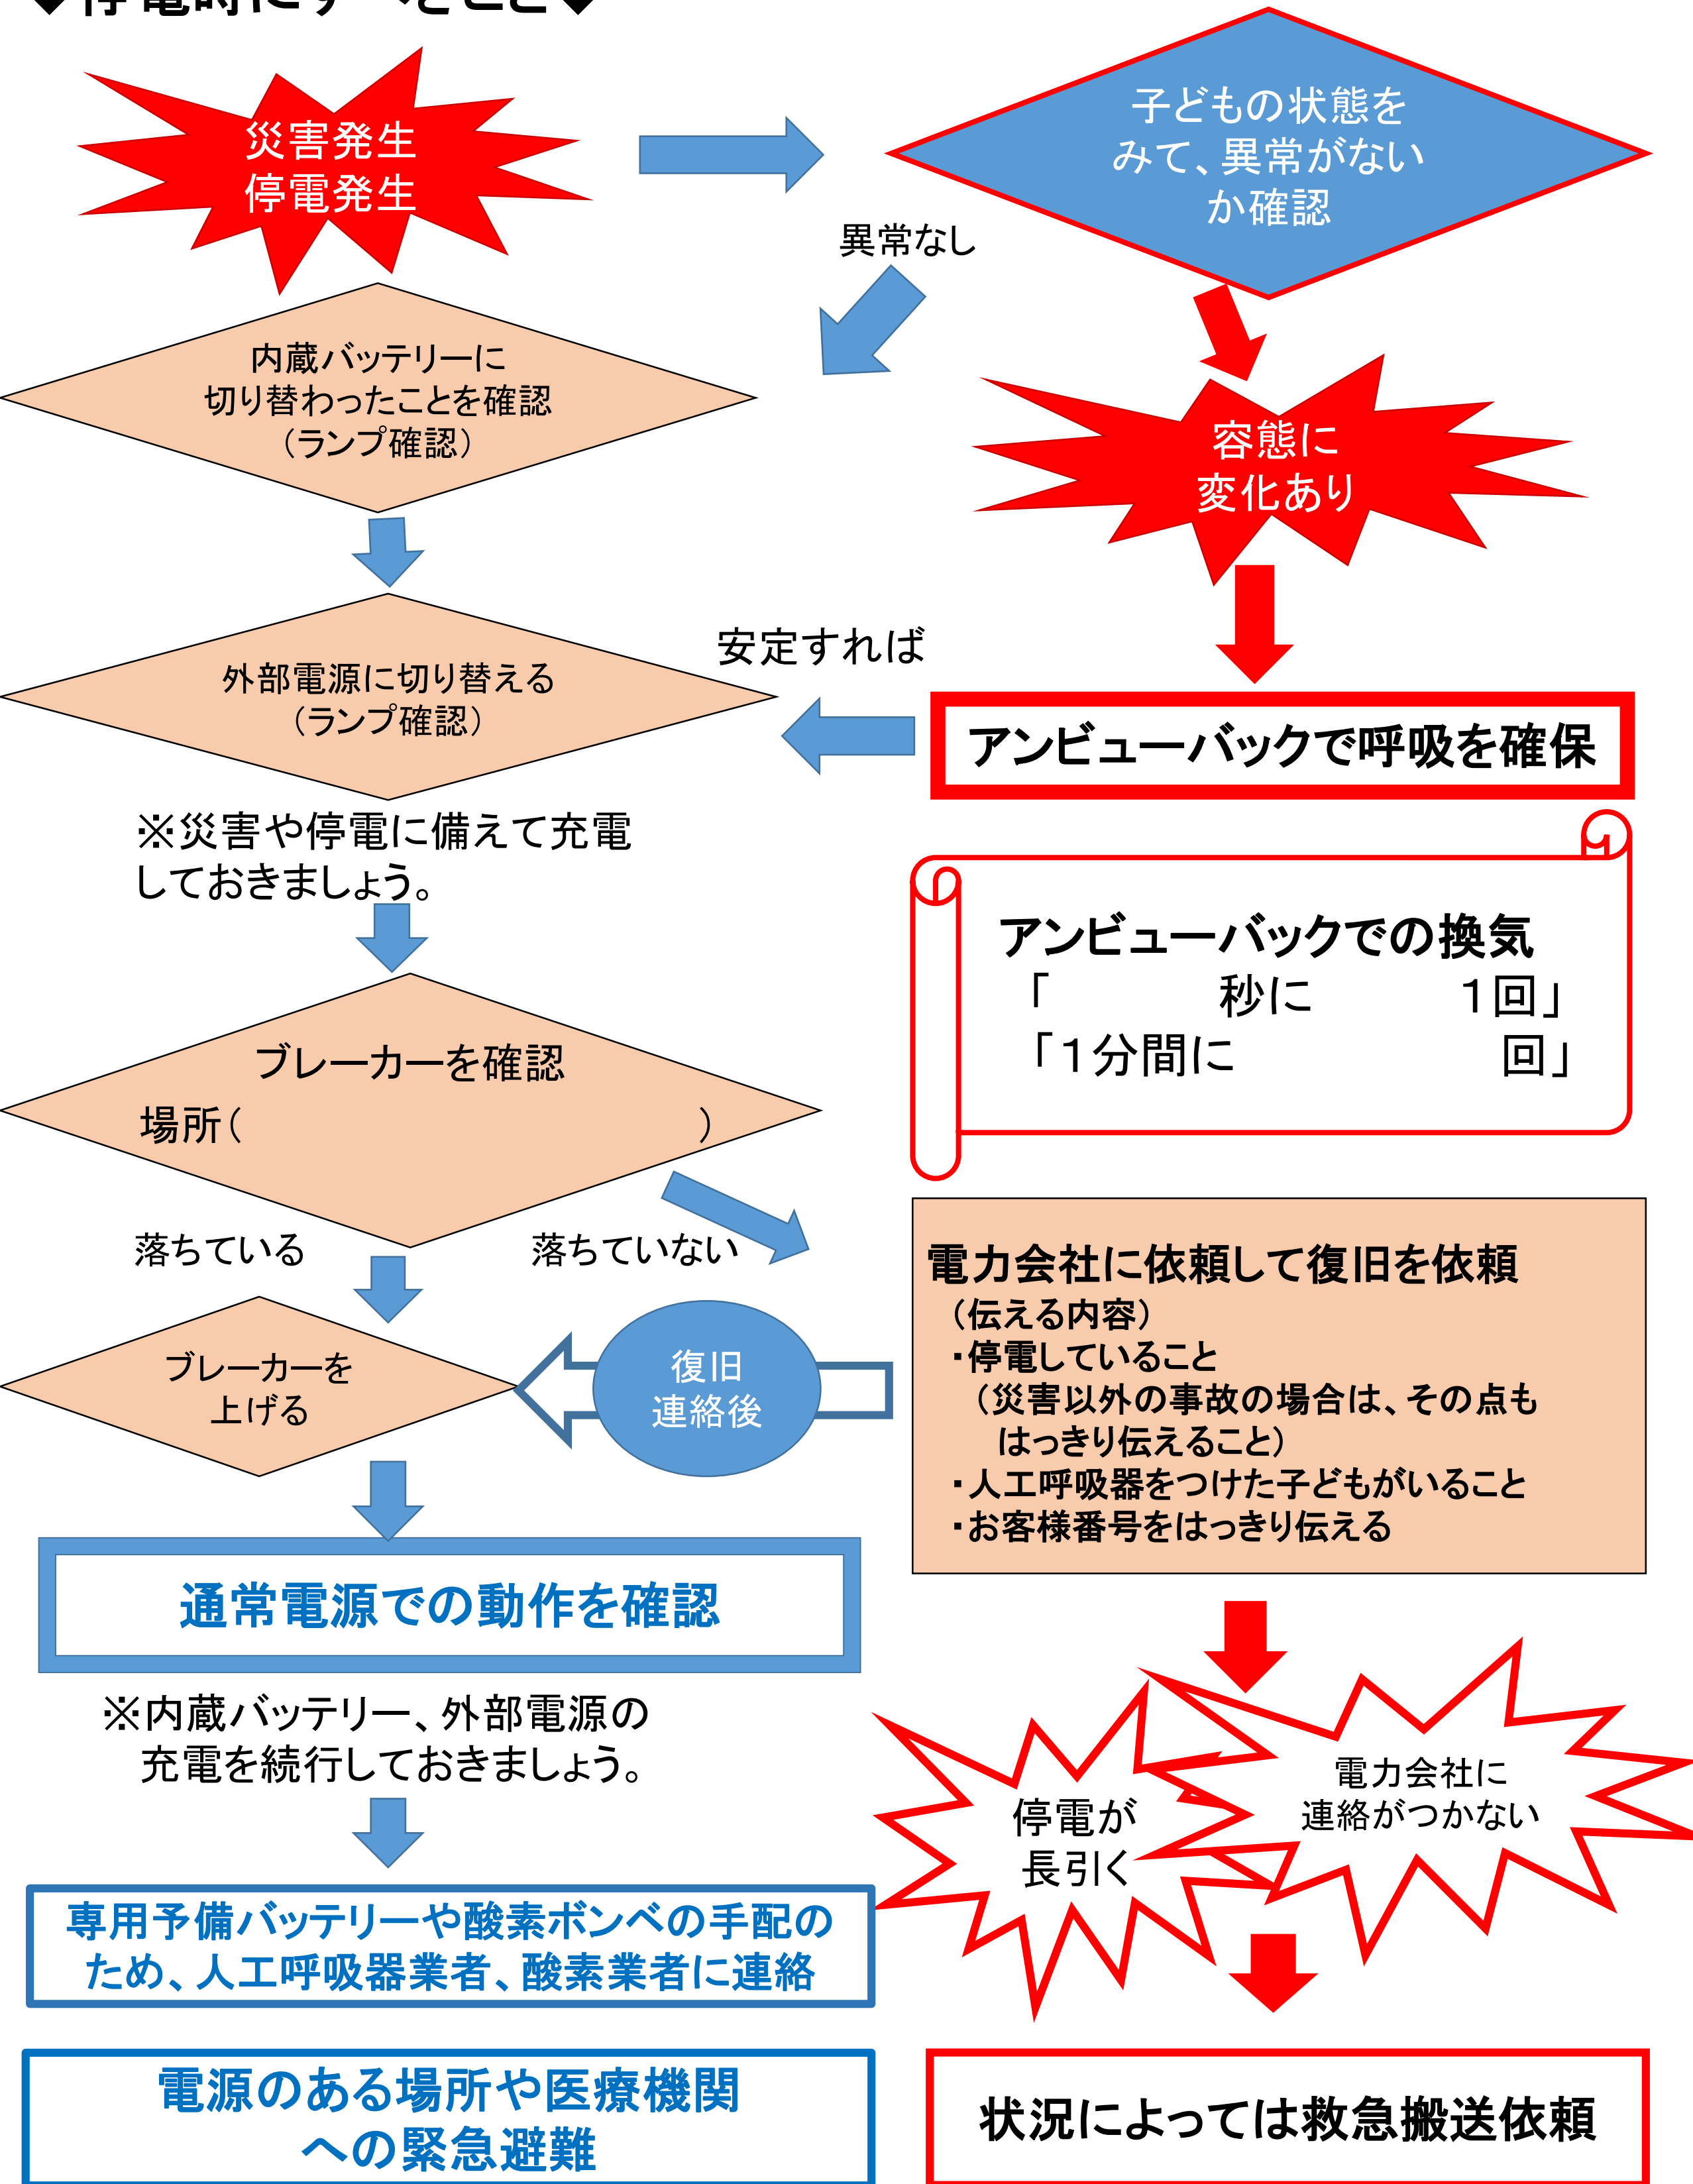 ◆停電時にすべきこと◆
災害発生
停電発生
子どもの状態を
みて、異常がない
か確認
異常なし
内蔵バッテリーに
切り替わったことを確認
（ランプ確認）
容態に
変化あり
外部電源に切り替える
（ランプ確認）
安定すれば
アンビューバックで呼吸を確保
※災害や停電に備えて充電
しておきましょう。
アンビューバックでの換気
「　　　　秒に　　　　１回」
「１分間に　　　　　　　回」
ブレーカーを確認
場所（　　　　　　　　　　　）
落ちている
落ちていない
電力会社に依頼して復旧を依頼
（伝える内容）
・停電していること
（災害以外の事故の場合は、その点も
はっきり伝えること）
・人工呼吸器をつけた子どもがいること
・お客様番号をはっきり伝える
ブレーカーを
上げる
復旧
連絡後
通常電源での動作を確認
※内蔵バッテリー、外部電源の
充電を続行しておきましょう。
停電が
長引く
電力会社に
連絡がつかない
専用予備バッテリーや酸素ボンベの手配の
ため、人工呼吸器業者、酸素業者に連絡
電源のある場所や医療機関
への緊急避難
状況によっては救急搬送依頼